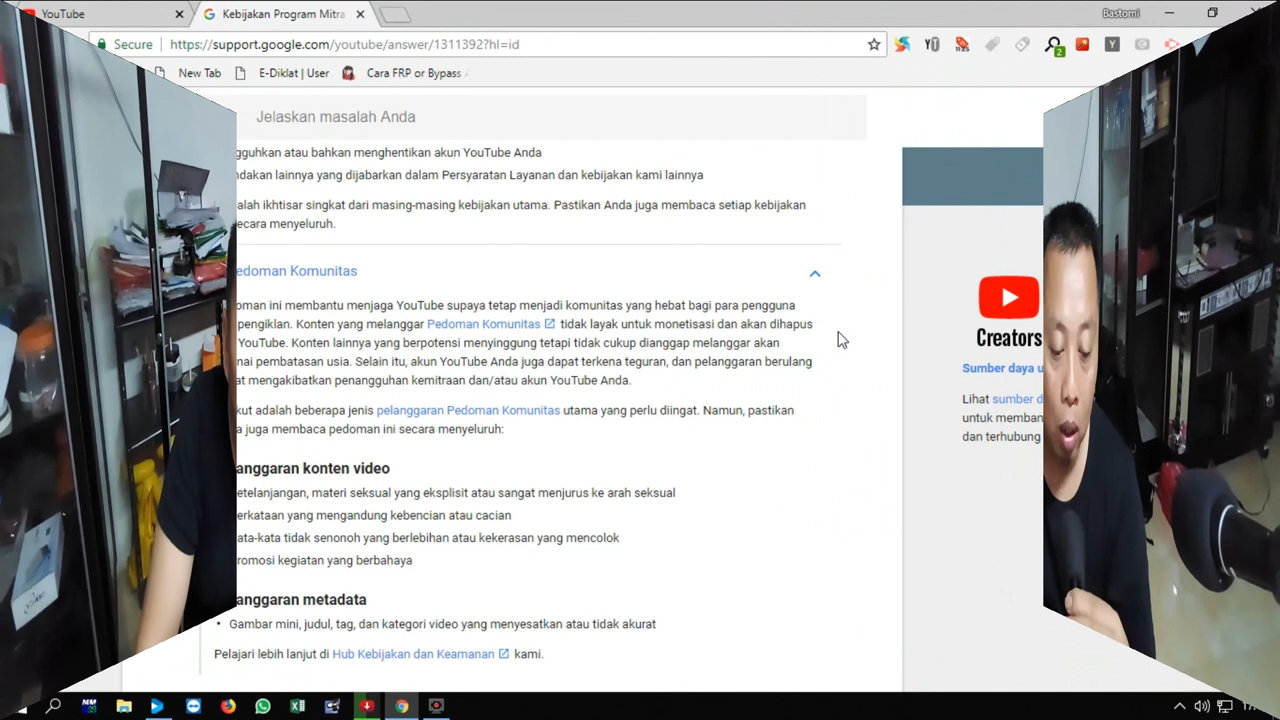 YouTube
Kebijakan Program Mitra
Bastomi
Secure
https://support.google.com/youtube/answer/1311392?hl=id
New Tab
E-Diklat | User
Cara FRP or Bypass
Jelaskan masalah Anda
atau bahkan menghentikan akun YouTube Anda
lainnya yang dijabarkan dalam Persyaratan Layanan dan kebijakan kami lainnya
ikhtisar singkat dari masing-masing kebijakan utama. Pastikan Anda juga membaca setiap kebijakan
secara menyeluruh.
edoman Komunitas
ini membantu menjaga YouTube supaya tetap menjadi komunitas yang hebat bagi para pengguna
pengiklan. Konten yang melanggar Pedoman Komunitas tidak layak untuk monetisasi dan akan dihapus
YouTube. Konten lainnya yang berpotensi menyinggung tetapi tidak cukup dianggap melanggar akan
pembatasan usia. Selain itu, akun YouTube Anda juga dapat terkena teguran, dan pelanggaran berulang
mengakibatkan penangguhan kemitraan dan/atau akun YouTube Anda.
adalah beberapa jenis pelanggaran Pedoman Komunitas utama yang perlu diingat. Namun, pastikan
juga membaca pedoman ini secara menyeluruh:
anggaran konten video
etelanjangan, materi seksual yang eksplisit atau sangat menjurus ke arah seksual
erkataan yang mengandung kebencian atau cacian
ata-kata tidak senonoh yang berlebihan atau kekerasan yang mencolok
romosi kegiatan yang berbahaya
anggaran metadata
• Gambar mini, judul, tag, dan kategori video yang menyesatkan atau tidak akurat
Pelajari lebih lanjut di Hub Kebijakan dan Keamanan kami.
Creators
Sumber daya u
Lihat sumber d
untuk memban
dan terhubung